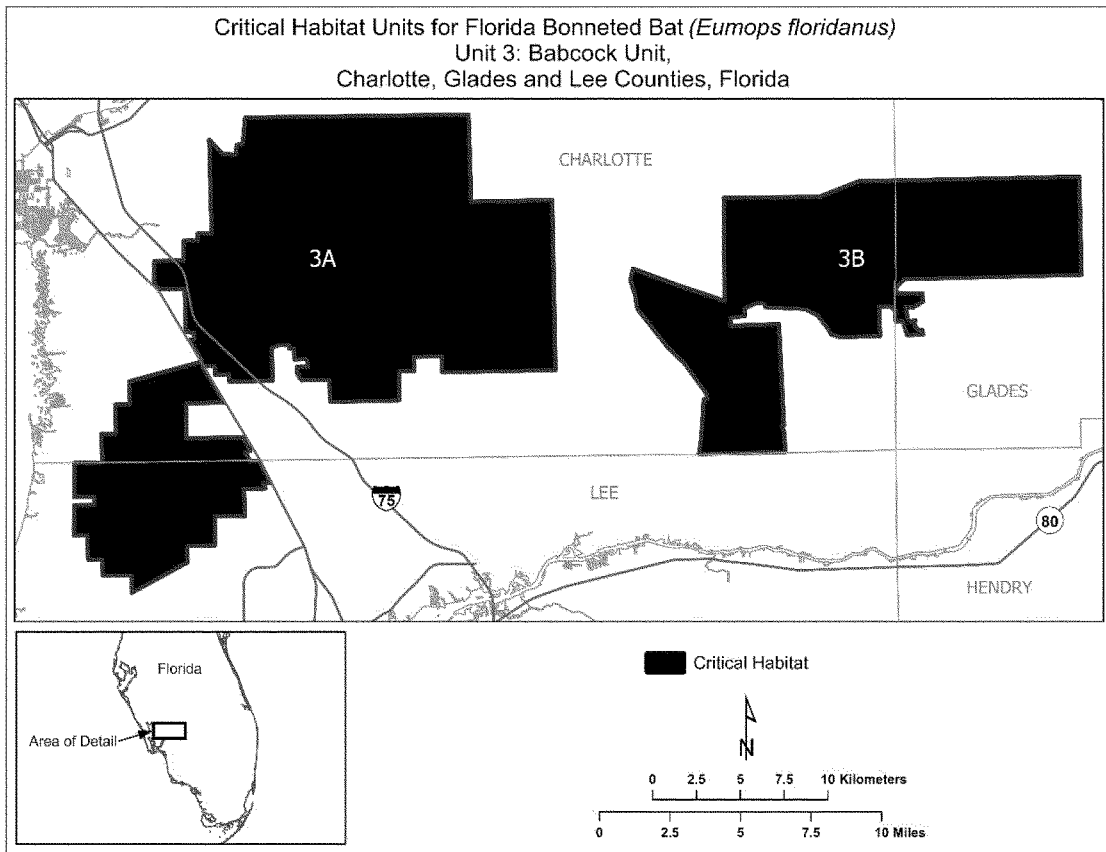 Critical Habitat Units for Florida Bonneted Bat (Eumops floridanus)
Unit 3: Babcock Unit,
Charlotte, Glades and Lee Counties, Florida
CHARLOTTE
3A
3B
GLADES
LEE
75
80
HENDRY
Florida
Area of Detail
Critical Habitat
N
0 2.5 5 7.5 10 Kilometers
0 2.5 5 7.5 10 Miles